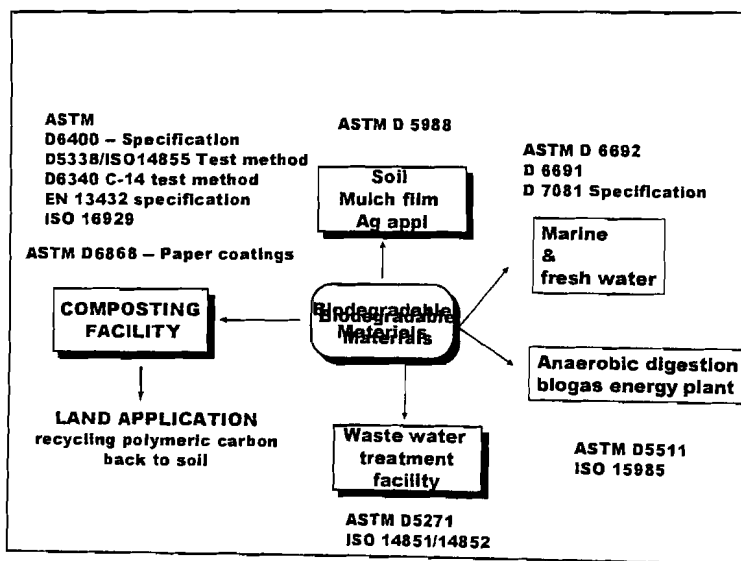 ASTM
D6400 – Specification
D5338/ISO14855 Test method
D6340 C-14 test method
EN 13432 specification
ISO 16929
ASTM D6868 – Paper coatings
ASTM D 5988
Soil
Mulch film
Ag appl
ASTM D 6692
D 6691
D 7081 Specification
Marine
&
fresh water
COMPOSTING
FACILITY
Biodegradable
Materials
Biodegradable
Materials
Anaerobic digestion
biogas energy plant
LAND APPLICATION
recycling polymeric carbon
back to soil
Waste water
treatment
facility
ASTM D5511
ISO 15985
ASTM D5271
ISO 14851/14852